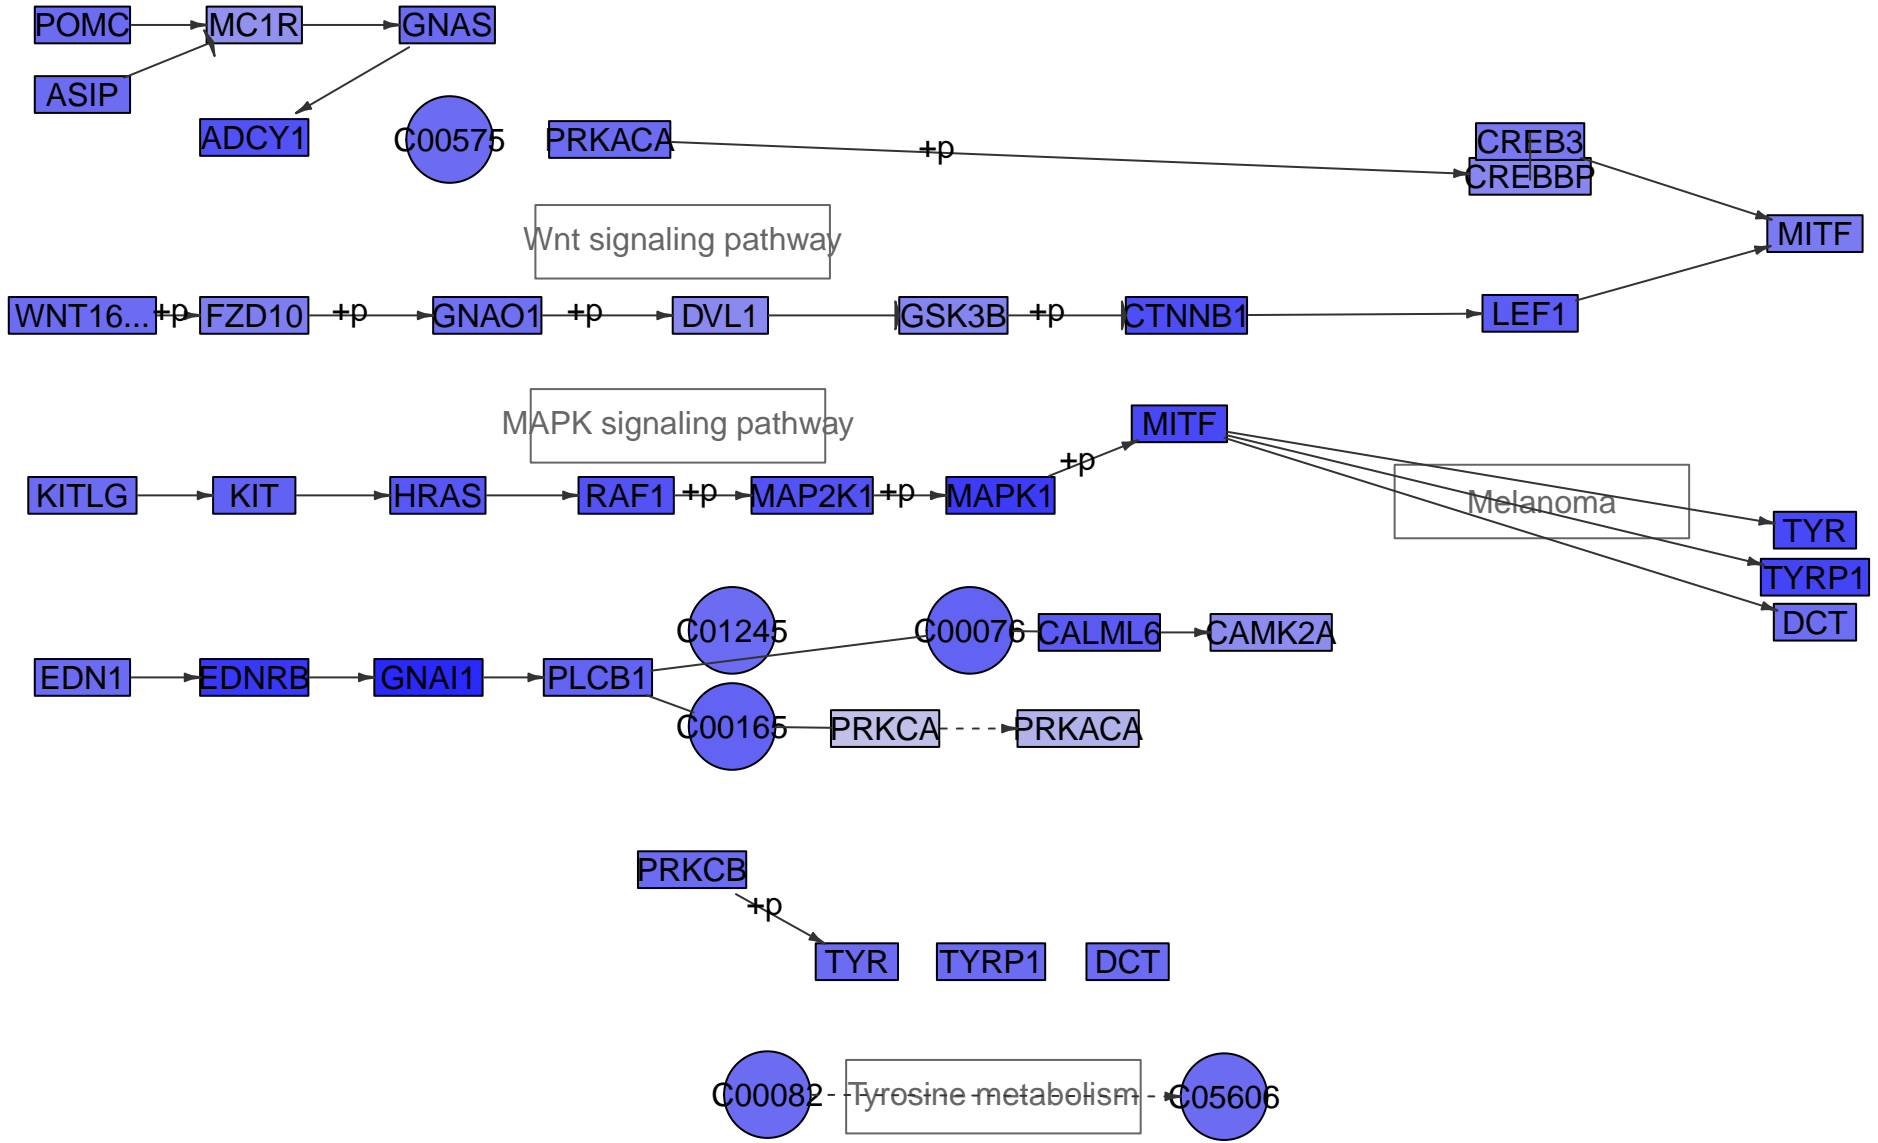 POMC
MC1R
GNAS
ASIP
ADCY1
C00575
PRKACA
+p
CREB3
CREBBP
MITF
Wnt signaling pathway
WNT16...
+p
FZD10
+p
GNAO1
+p
DVL1
GSK3B
+p
CTNNB1
LEF1
MAPK signaling pathway
MITF
+p
KITLG
KIT
HRAS
RAF1
+p
MAP2K1
+p
MAPK1
Melanoma
TYR
TYRP1
DCT
C01245
C00076
CALML6
CAMK2A
EDN1
EDNRB
GNAI1
PLCB1
C00165
PRKCA
PRKACA
PRKCB
+p
TYR
TYRP1
DCT
C00082
Tyrosine metabolism
C05606